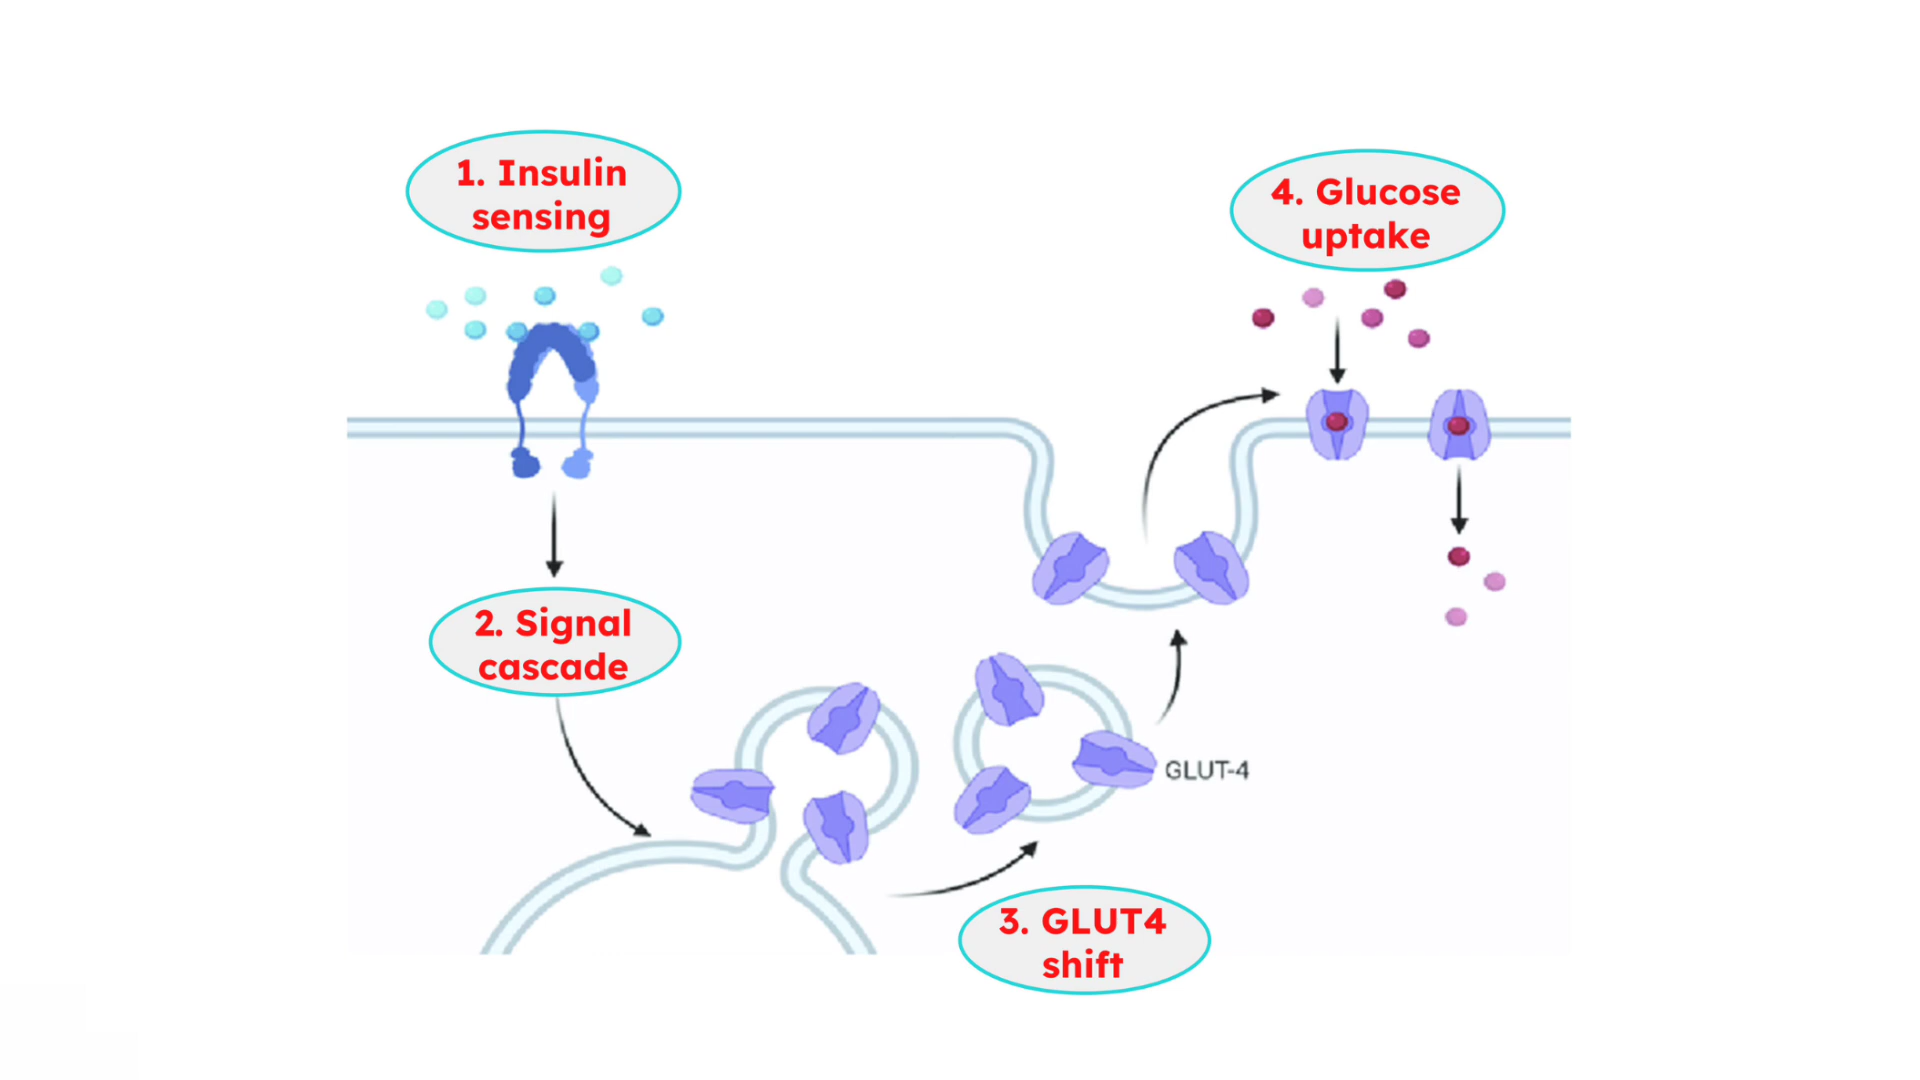 1. Insulin
sensing
4. Glucose
uptake
2. Signal
cascade
GLUT-4
3. GLUT4
shift